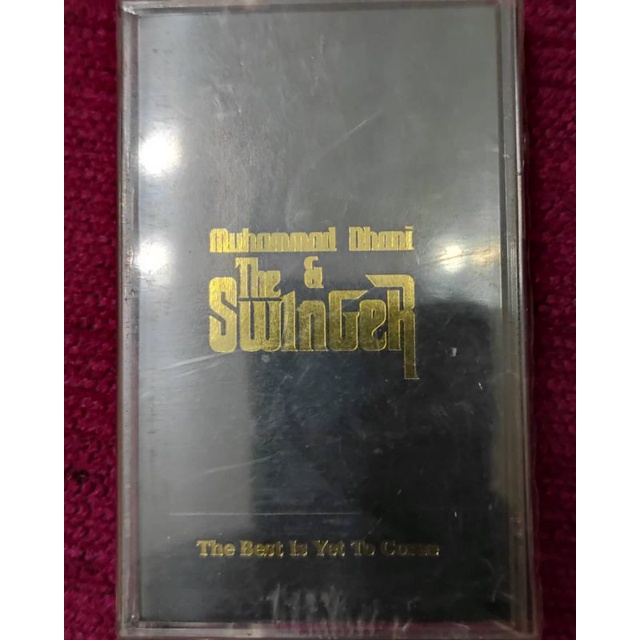 Muhammad Dhani
&
The
SwinGeR
The Best Is Yet To Come